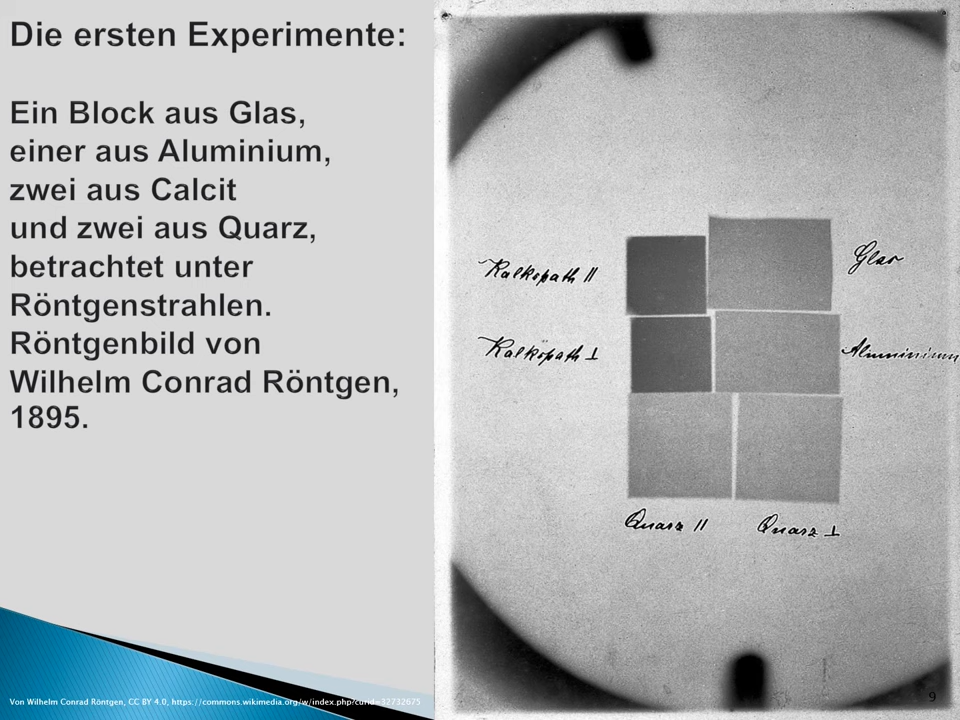 Die ersten Experimente:
Ein Block aus Glas,
einer aus Aluminium,
zwei aus Calcit
und zwei aus Quarz,
betrachtet unter
Röntgenstrahlen.
Röntgenbild von
Wilhelm Conrad Röntgen,
1895.
Kalkspath ||
Glas
Kalkspath ⊥
Aluminium
Quarz ||
Quarz ⊥
Von Wilhelm Conrad Röntgen, CC BY 4.0, https://commons.wikimedia.org/w/index.php?curid=32732675
9